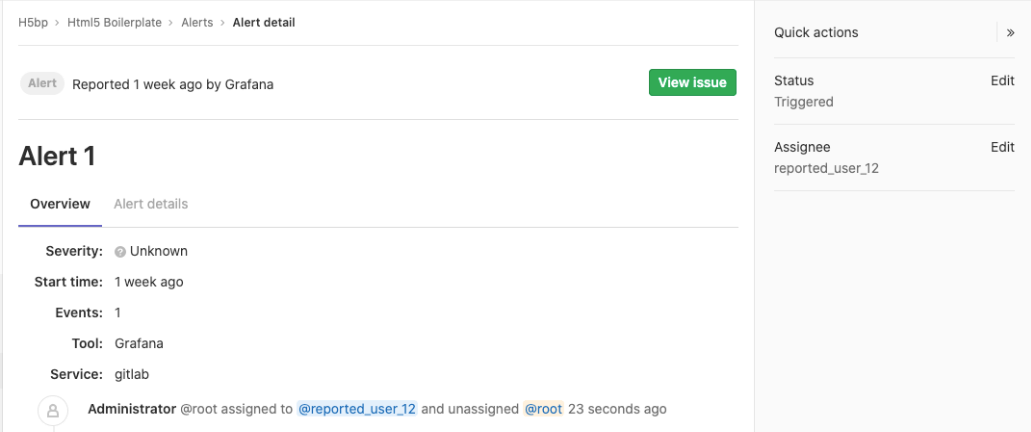 H5bp > Html5 Boilerplate > Alerts > Alert detail
Alert Reported 1 week ago by Grafana View issue
Alert 1
Overview Alert details
Severity: Unknown
Start time: 1 week ago
Events: 1
Tool: Grafana
Service: gitlab
Administrator @root assigned to @reported_user_12 and unassigned @root 23 seconds ago
Quick actions »
Status Edit
Triggered
Assignee Edit
reported_user_12